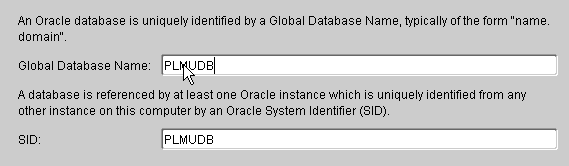 An Oracle database is uniquely identified by a Global Database Name, typically of the form "name.
domain".
Global Database Name: PLMUDB
A database is referenced by at least one Oracle instance which is uniquely identified from any
other instance on this computer by an Oracle System Identifier (SID).
SID: PLMUDB